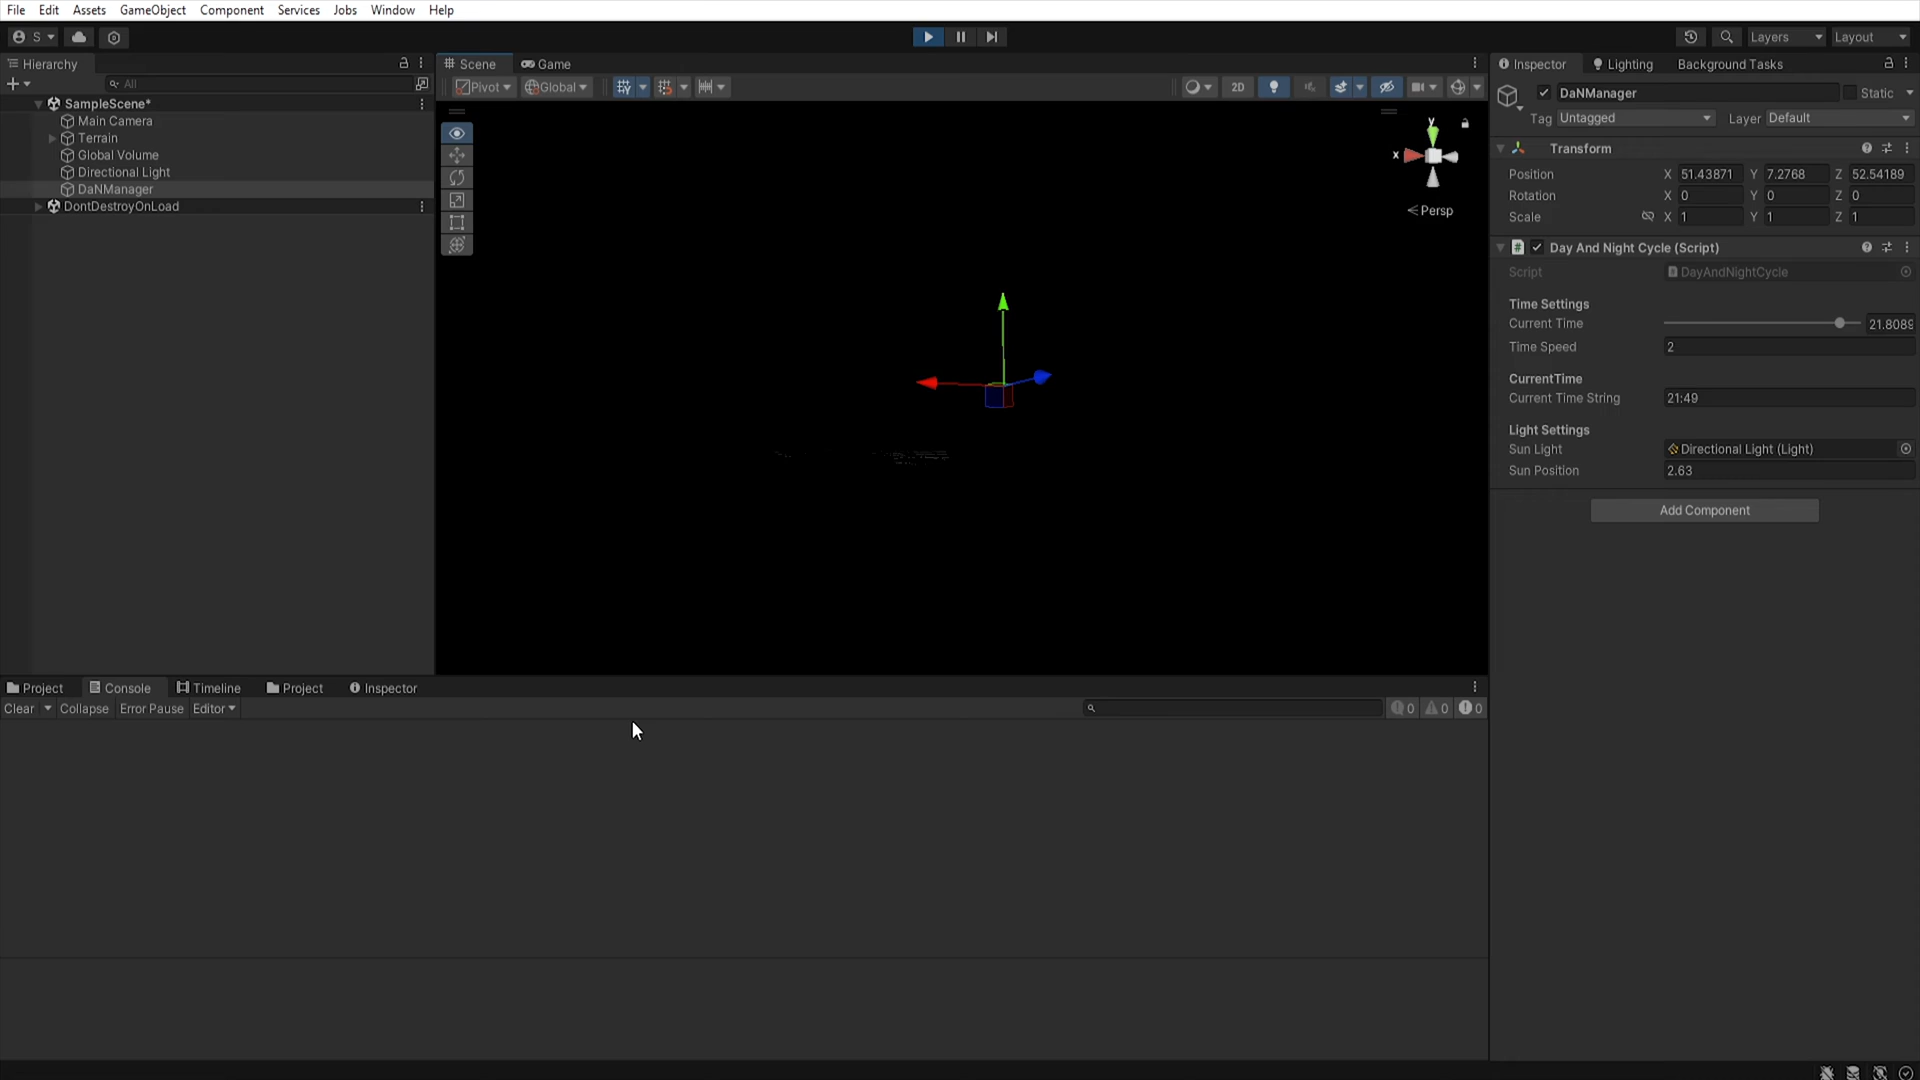 File Edit Assets GameObject Component Services Jobs Window Help
S Layers Layout
Hierarchy
All
SampleScene*
Main Camera
Terrain
Global Volume
Directional Light
DaNManager
DontDestroyOnLoad
Scene Game
Pivot Global 2D
y
x
Persp
Inspector Lighting Background Tasks
DaNManager Static
Tag Untagged Layer Default
Transform
Position X 51.43871 Y 7.2768 Z 52.54189
Rotation X 0 Y 0 Z 0
Scale X 1 Y 1 Z 1
# Day And Night Cycle (Script)
Script DayAndNightCycle
Time Settings
Current Time 21.8089
Time Speed 2
CurrentTime
Current Time String 21:49
Light Settings
Sun Light Directional Light (Light)
Sun Position 2.63
Add Component
Project Console Timeline Project Inspector
Clear Collapse Error Pause Editor 0 0 0